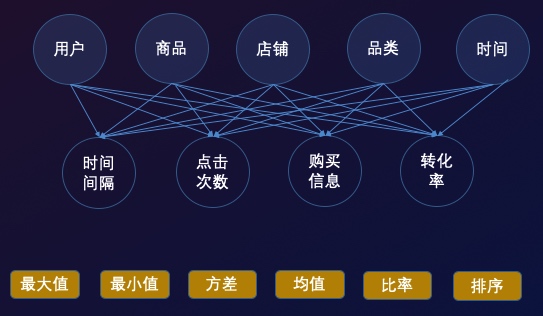 用户
商品
店铺
品类
时间
时间
间隔
点击
次数
购买
信息
转化
率
最大值
最小值
方差
均值
比率
排序